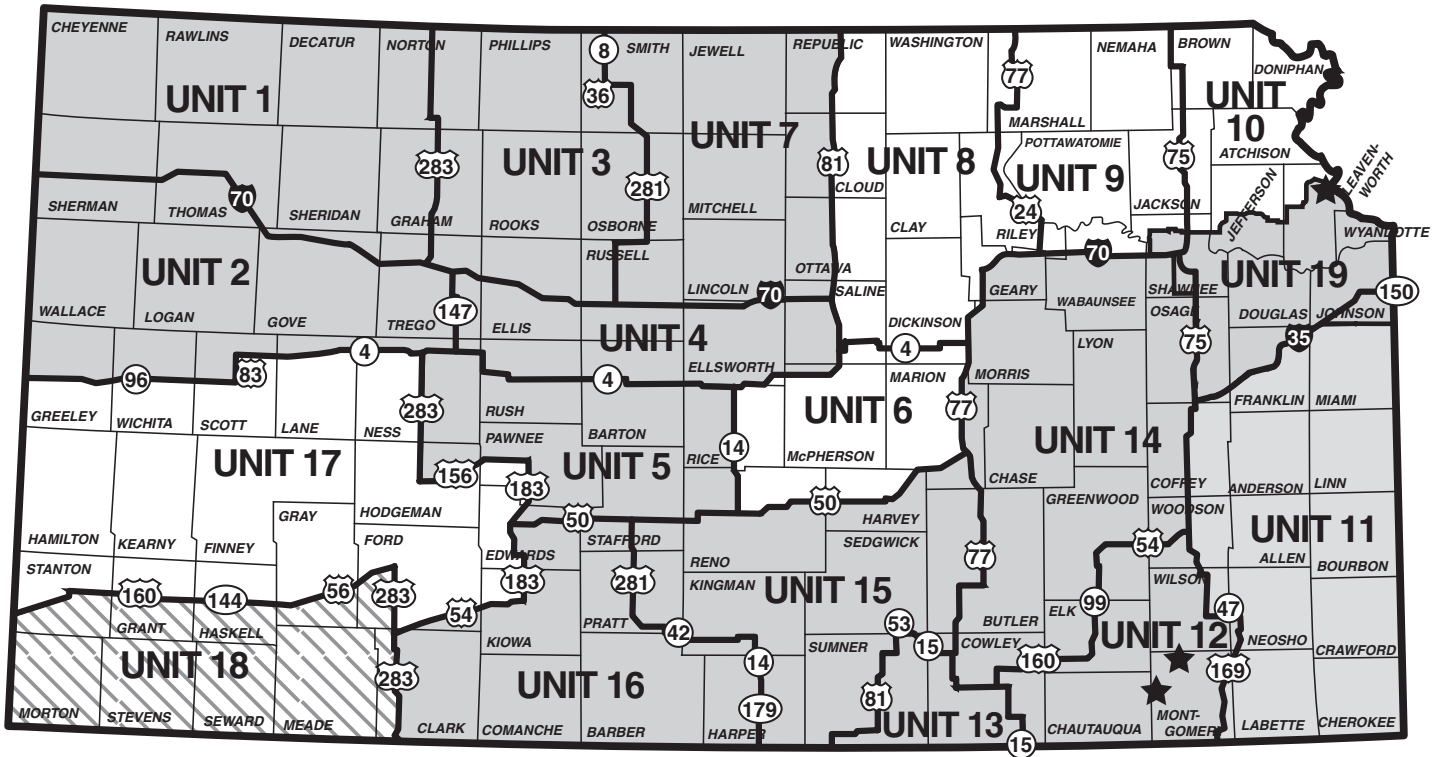 CHEYENNE
RAWLINS
DECATUR
NORTON
PHILLIPS
8
SMITH
JEWELL
REPUBLIC
WASHINGTON
77
NEMAHA
BROWN
DONIPHAN
36
UNIT 1
UNIT
10
MARSHALL
UNIT 7
POTTAWATOMIE
283
UNIT 3
81
UNIT 8
75
ATCHISON
LEAVEN-
WORTH
281
CLOUD
UNIT 9
70
SHERMAN
THOMAS
SHERIDAN
GRAHAM
ROOKS
OSBORNE
MITCHELL
CLAY
24
RILEY
JACKSON
JEFFERSON
WYANDOTTE
RUSSELL
70
UNIT 2
OTTAWA
UNIT 19
LINCOLN
70
SALINE
GEARY
WABAUNSEE
SHAWNEE
150
WALLACE
LOGAN
GOVE
TREGO
147
ELLIS
UNIT 4
DICKINSON
OSAGE
DOUGLAS
JOHNSON
35
4
4
LYON
75
96
83
4
ELLSWORTH
MARION
MORRIS
GREELEY
WICHITA
SCOTT
LANE
NESS
283
RUSH
UNIT 6
77
FRANKLIN
MIAMI
PAWNEE
BARTON
14
UNIT 14
UNIT 17
156
UNIT 5
RICE
McPHERSON
183
CHASE
COFFEY
ANDERSON
LINN
50
GREENWOOD
WOODSON
GRAY
HODGEMAN
50
HARVEY
UNIT 11
HAMILTON
KEARNY
FINNEY
FORD
STAFFORD
SEDGWICK
54
ALLEN
EDWARDS
RENO
77
BOURBON
STANTON
160
144
56
283
183
281
KINGMAN
UNIT 15
WILSON
54
99
47
GRANT
HASKELL
KIOWA
PRATT
42
53
BUTLER
ELK
UNIT 12
NEOSHO
SUMNER
15
COWLEY
CRAWFORD
UNIT 18
283
UNIT 16
14
160
169
81
MORTON
STEVENS
SEWARD
MEADE
CLARK
COMANCHE
BARBER
179
HARPER
UNIT 13
15
CHAUTAUQUA
MONT-
GOMERY
LABETTE
CHEROKEE